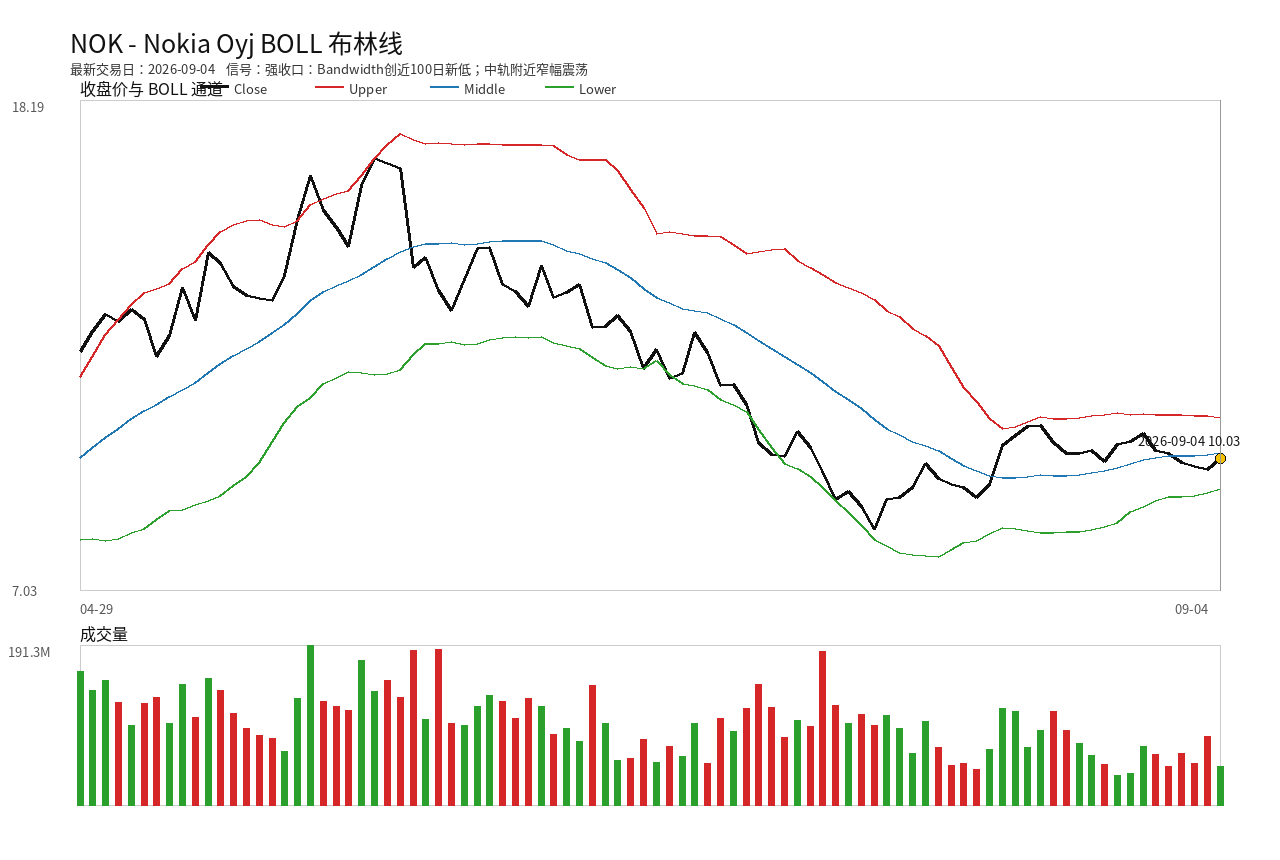 NOK - Nokia Oyj BOLL 布林线
最新交易日：2026-09-04 信号：强收口：Bandwidth创近100日新低；中轨附近窄幅震荡
收盘价与 BOLL 通道 Close Upper Middle Lower
18.19
2026-09-04 10.03
7.03
04-29 09-04
成交量
191.3M